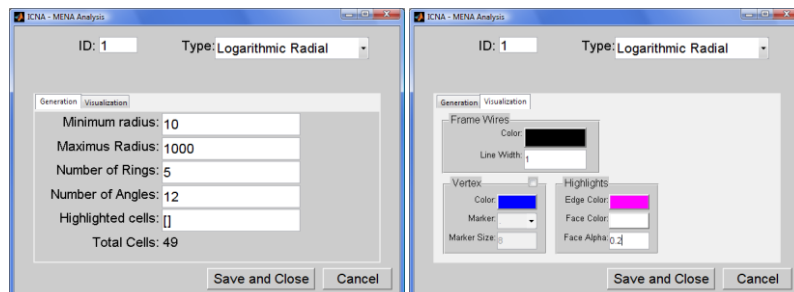 ICNA - MENA Analysis
ID: 1 Type: Logarithmic Radial
Generation Visualization
Minimum radius: 10
Maximus Radius: 1000
Number of Rings: 5
Number of Angles: 12
Highlighted cells: []
Total Cells: 49
Save and Close Cancel
ICNA - MENA Analysis
ID: 1 Type: Logarithmic Radial
Generation Visualization
Frame Wires
Color:
Line Width: 1
Vertex Highlights
Color: Edge Color:
Marker: Face Color:
Marker Size: 8 Face Alpha: 0.2
Save and Close Cancel